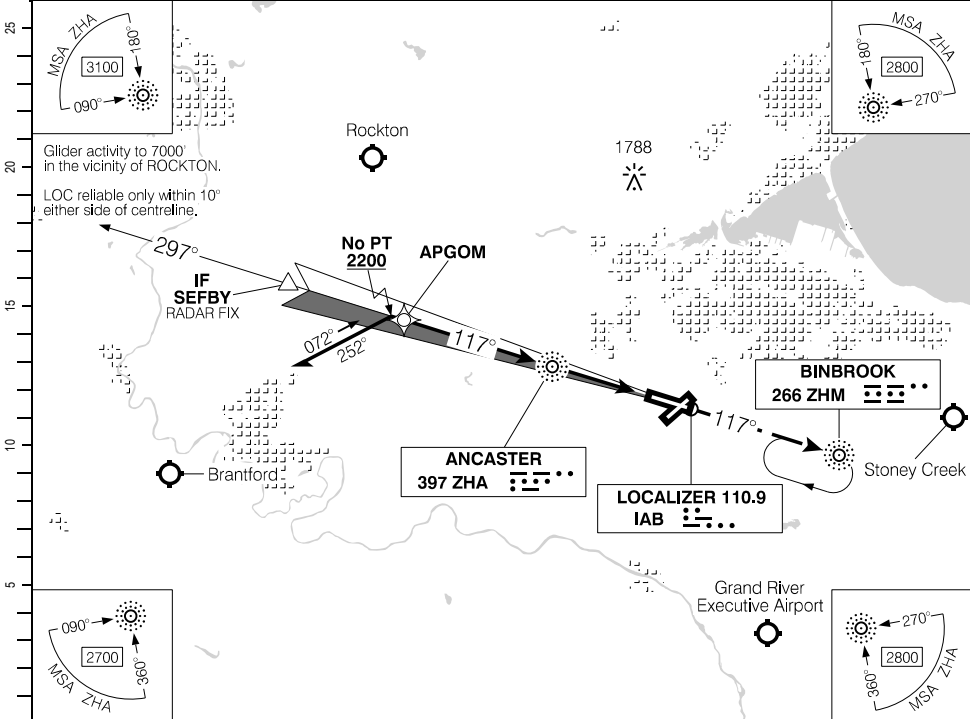 25
20
15
10
5
MSA ZHA
180°
3100
090°
MSA ZHA
180°
2800
270°
Glider activity to 7000'
in the vicinity of ROCKTON.
LOC reliable only within 10°
either side of centreline.
Rockton
1788
297°
No PT
2200
APGOM
IF
SEFBY
RADAR FIX
072°
252°
117°
117°
BINBROOK
266 ZHM
ANCASTER
397 ZHA
LOCALIZER 110.9
IAB
Brantford
Stoney Creek
Grand River
Executive Airport
090°
2700
360°
MSA ZHA
270°
2800
360°
MSA ZHA